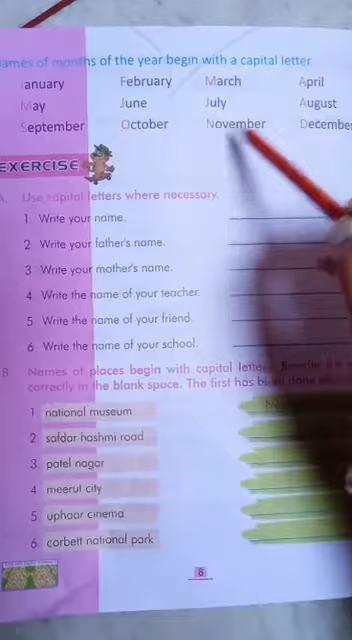 ames of months of the year begin with a capital letter
January February March April
May June July August
September October November December
EXERCISE
A. Use capital letters where necessary.
1 Write your name.
2 Write your father's name.
3 Write your mother's name.
4 Write the name of your teacher.
5 Write the name of your friend.
6 Write the name of your school.
B Names of places begin with capital letters. Rewrite
correctly in the blank space. The first has been done
1 national museum
2 safdar hashmi road
3 patel nagar
4 meerut city
5 uphaar cinema
6 corbett national park
8